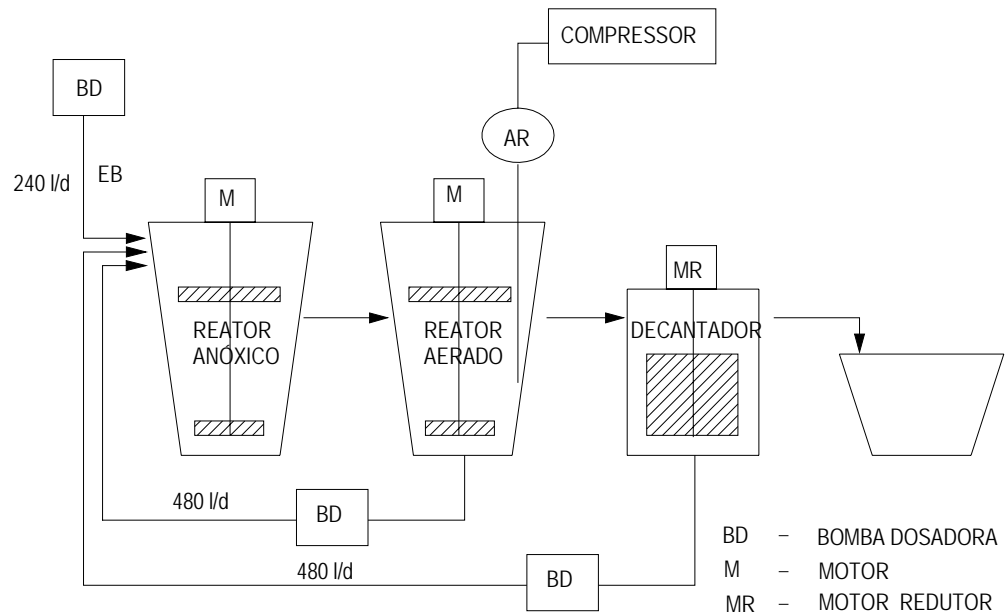 COMPRESSOR
BD
AR
240 l/d
EB
M
M
MR
REATOR
ANÓXICO
REATOR
AERADO
DECANTADOR
480 l/d
BD
480 l/d
BD
BD – BOMBA DOSADORA
M – MOTOR
MR – MOTOR REDUTOR